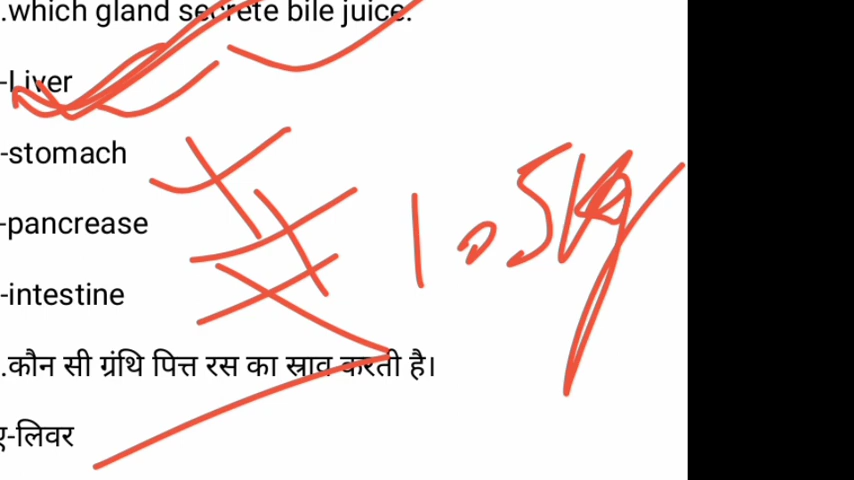 .which gland secrete bile juice.
-Liver
-stomach
-pancrease
-intestine
1.5kg
.कौन सी ग्रंथि पित्त रस का स्राव करती है।
ए-लिवर